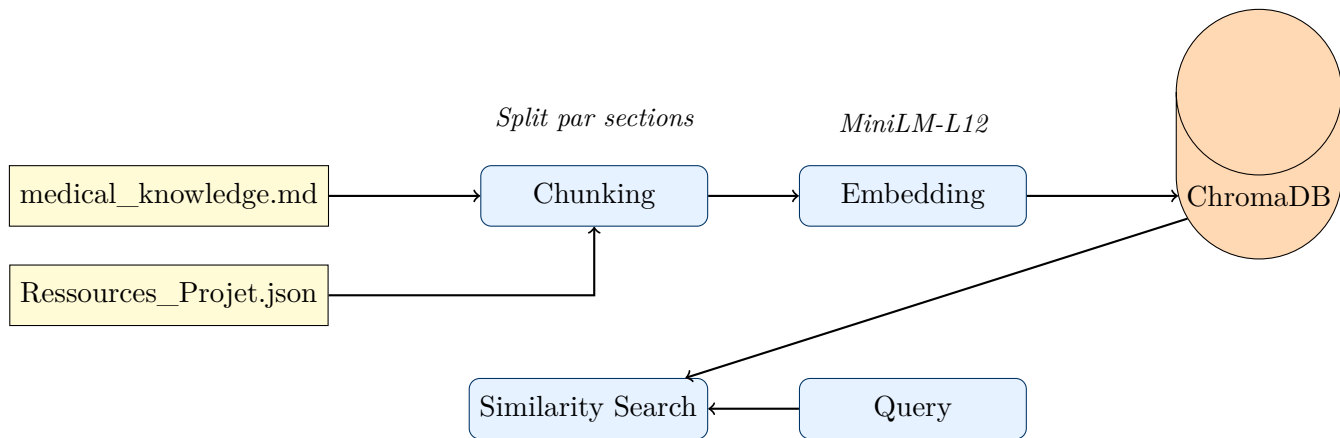 Split par sections
MiniLM-L12
medical_knowledge.md
Chunking
Embedding
ChromaDB
Ressources_Projet.json
Similarity Search
Query